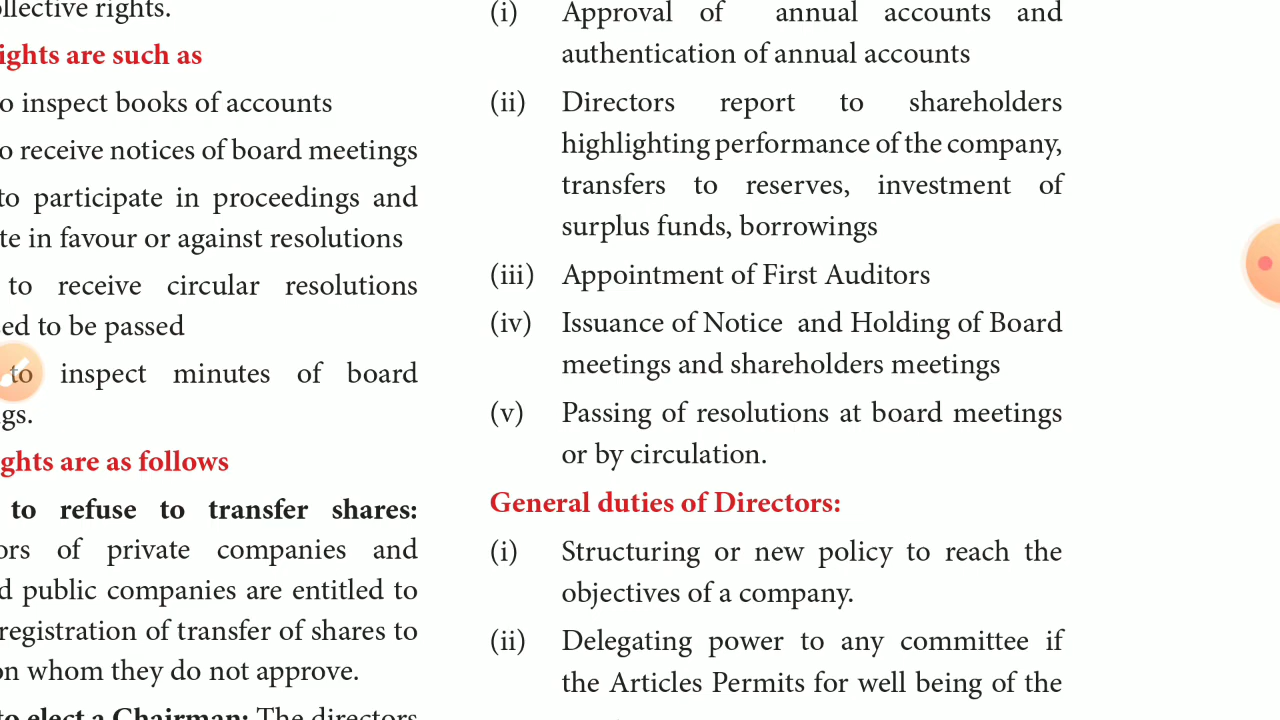 ollective rights.
ights are such as
o inspect books of accounts
o receive notices of board meetings
to participate in proceedings and
te in favour or against resolutions
to receive circular resolutions
sed to be passed
to inspect minutes of board
gs.
ghts are as follows
to refuse to transfer shares:
ors of private companies and
d public companies are entitled to
registration of transfer of shares to
on whom they do not approve.
to elect a Chairman: The directors
(i) Approval of annual accounts and
authentication of annual accounts
(ii) Directors report to shareholders
highlighting performance of the company,
transfers to reserves, investment of
surplus funds, borrowings
(iii) Appointment of First Auditors
(iv) Issuance of Notice and Holding of Board
meetings and shareholders meetings
(v) Passing of resolutions at board meetings
or by circulation.
General duties of Directors:
(i) Structuring or new policy to reach the
objectives of a company.
(ii) Delegating power to any committee if
the Articles Permits for well being of the